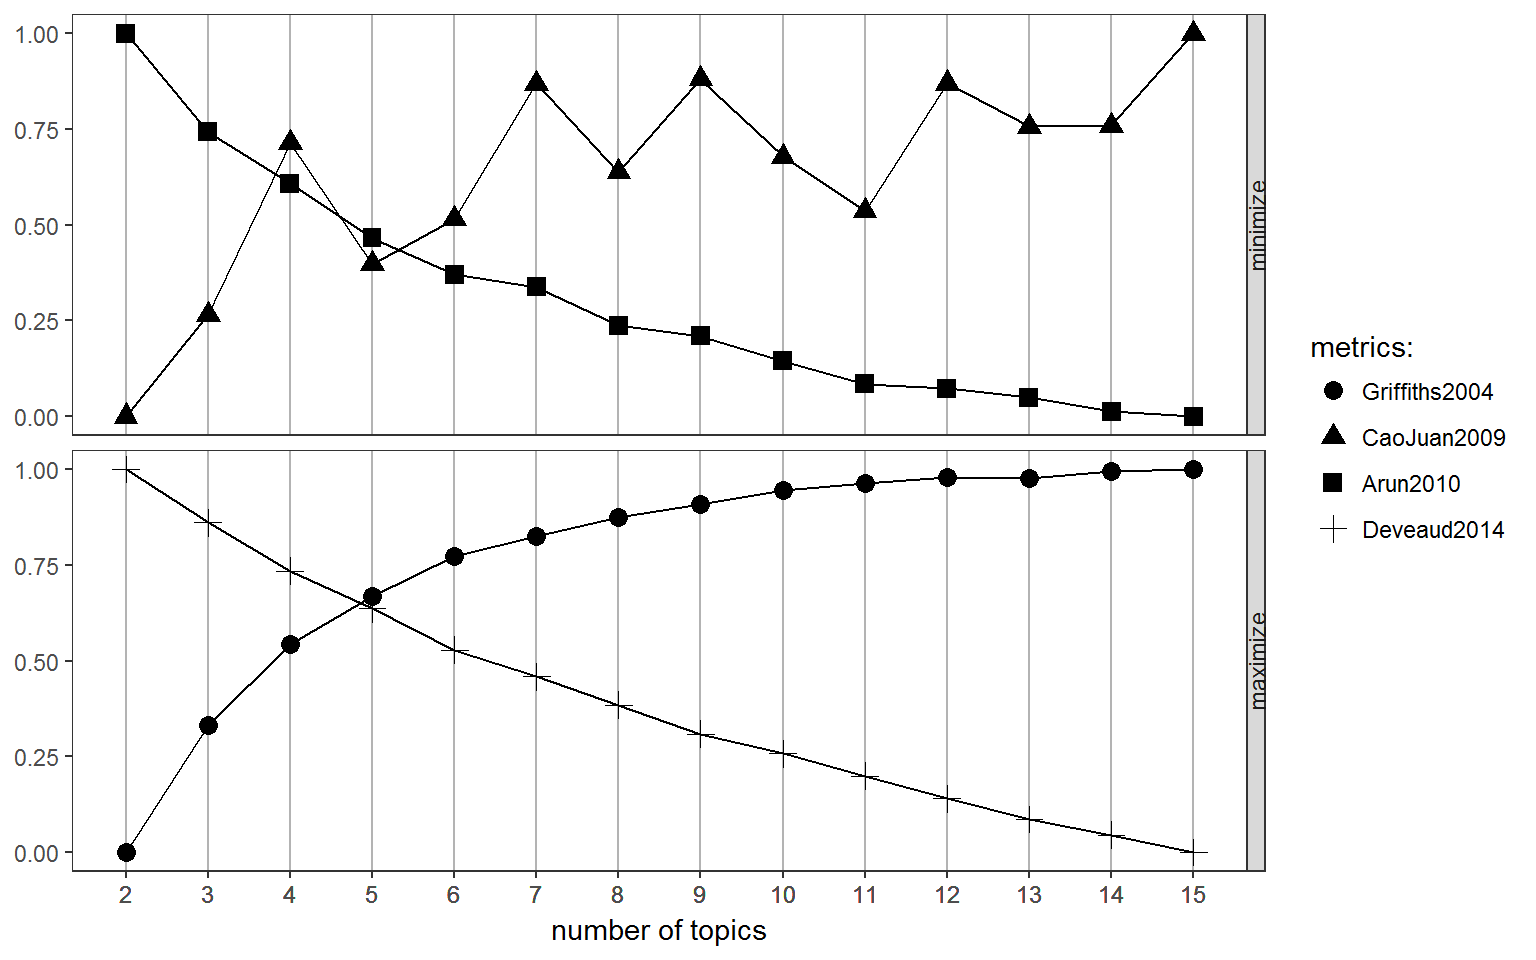 1.00
0.75
0.50
0.25
0.00
minimize
1.00
0.75
0.50
0.25
0.00
maximize
2 3 4 5 6 7 8 9 10 11 12 13 14 15
number of topics
metrics:
Griffiths2004
CaoJuan2009
Arun2010
Deveaud2014